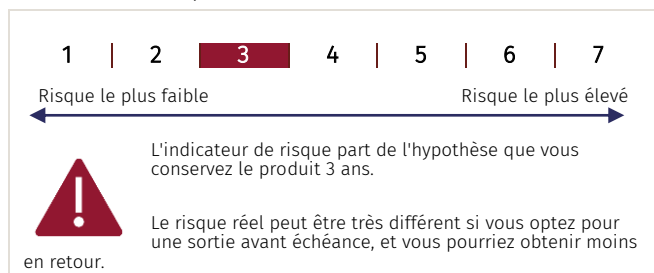 1 | 2 | 3 | 4 | 5 | 6 | 7
Risque le plus faible Risque le plus élevé
L'indicateur de risque part de l'hypothèse que vous
conservez le produit 3 ans.
Le risque réel peut être très différent si vous optez pour
une sortie avant échéance, et vous pourriez obtenir moins
en retour.